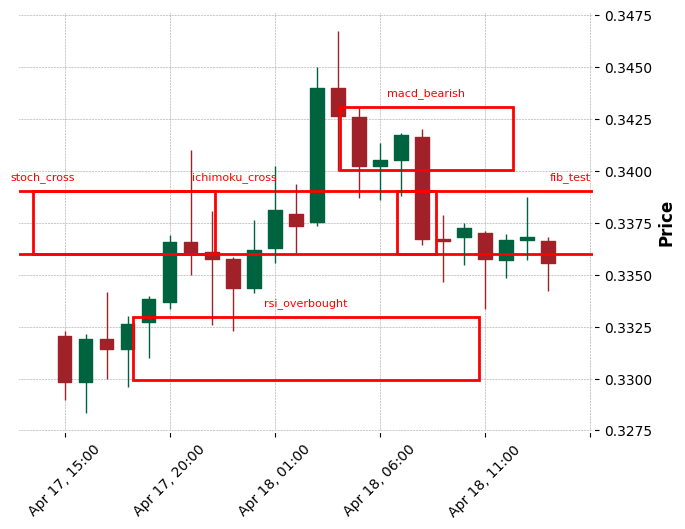 0.3475
0.3450
macd_bearish
0.3425
0.3400
stoch_cross
ichimoku_cross
fib_test
0.3375
Price
0.3350
rsi_overbought
0.3325
0.3300
0.3275
Apr 17, 15:00
Apr 17, 20:00
Apr 18, 01:00
Apr 18, 06:00
Apr 18, 11:00